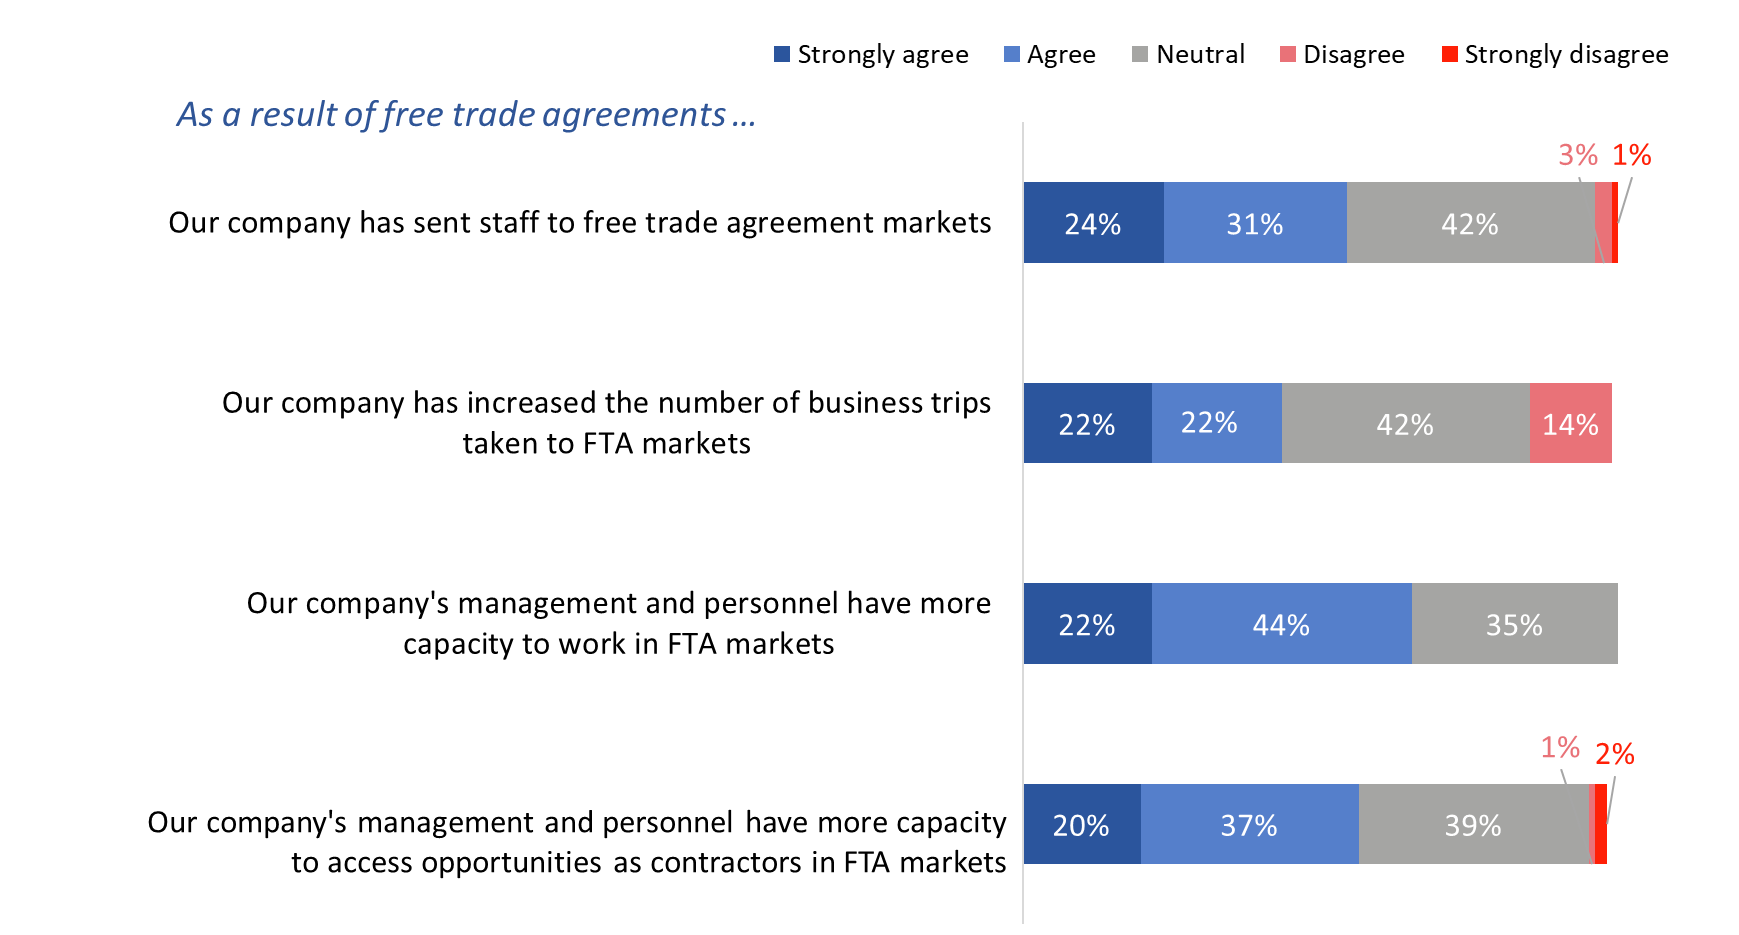 Strongly agree Agree Neutral Disagree Strongly disagree
As a result of free trade agreements ...
3% 1%
Our company has sent staff to free trade agreement markets
24% 31% 42%
Our company has increased the number of business trips
taken to FTA markets
22% 22% 42% 14%
Our company's management and personnel have more
capacity to work in FTA markets
22% 44% 35%
1% 2%
Our company's management and personnel have more capacity
to access opportunities as contractors in FTA markets
20% 37% 39%